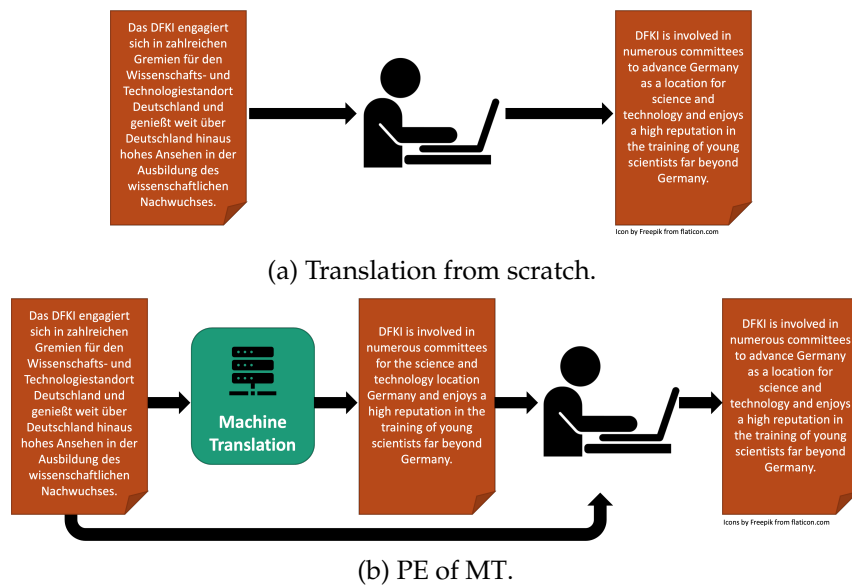 Das DFKI engagiert
sich in zahlreichen
Gremien für den
Wissenschafts- und
Technologiestandort
Deutschland und
genießt weit über
Deutschland hinaus
hohes Ansehen in der
Ausbildung des
wissenschaftlichen
Nachwuchses.
DFKI is involved in
numerous committees
to advance Germany
as a location for
science and
technology and enjoys
a high reputation in
the training of young
scientists far beyond
Germany.
Icon by Freepik from flaticon.com
(a) Translation from scratch.
Das DFKI engagiert
sich in zahlreichen
Gremien für den
Wissenschafts- und
Technologiestandort
Deutschland und
genießt weit über
Deutschland hinaus
hohes Ansehen in der
Ausbildung des
wissenschaftlichen
Nachwuchses.
Machine
Translation
DFKI is involved in
numerous committees
for the science and
technology location
Germany and enjoys a
high reputation in the
training of young
scientists far beyond
Germany.
DFKI is involved in
numerous committees
to advance Germany
as a location for
science and
technology and enjoys
a high reputation in
the training of young
scientists far beyond
Germany.
Icons by Freepik from flaticon.com
(b) PE of MT.